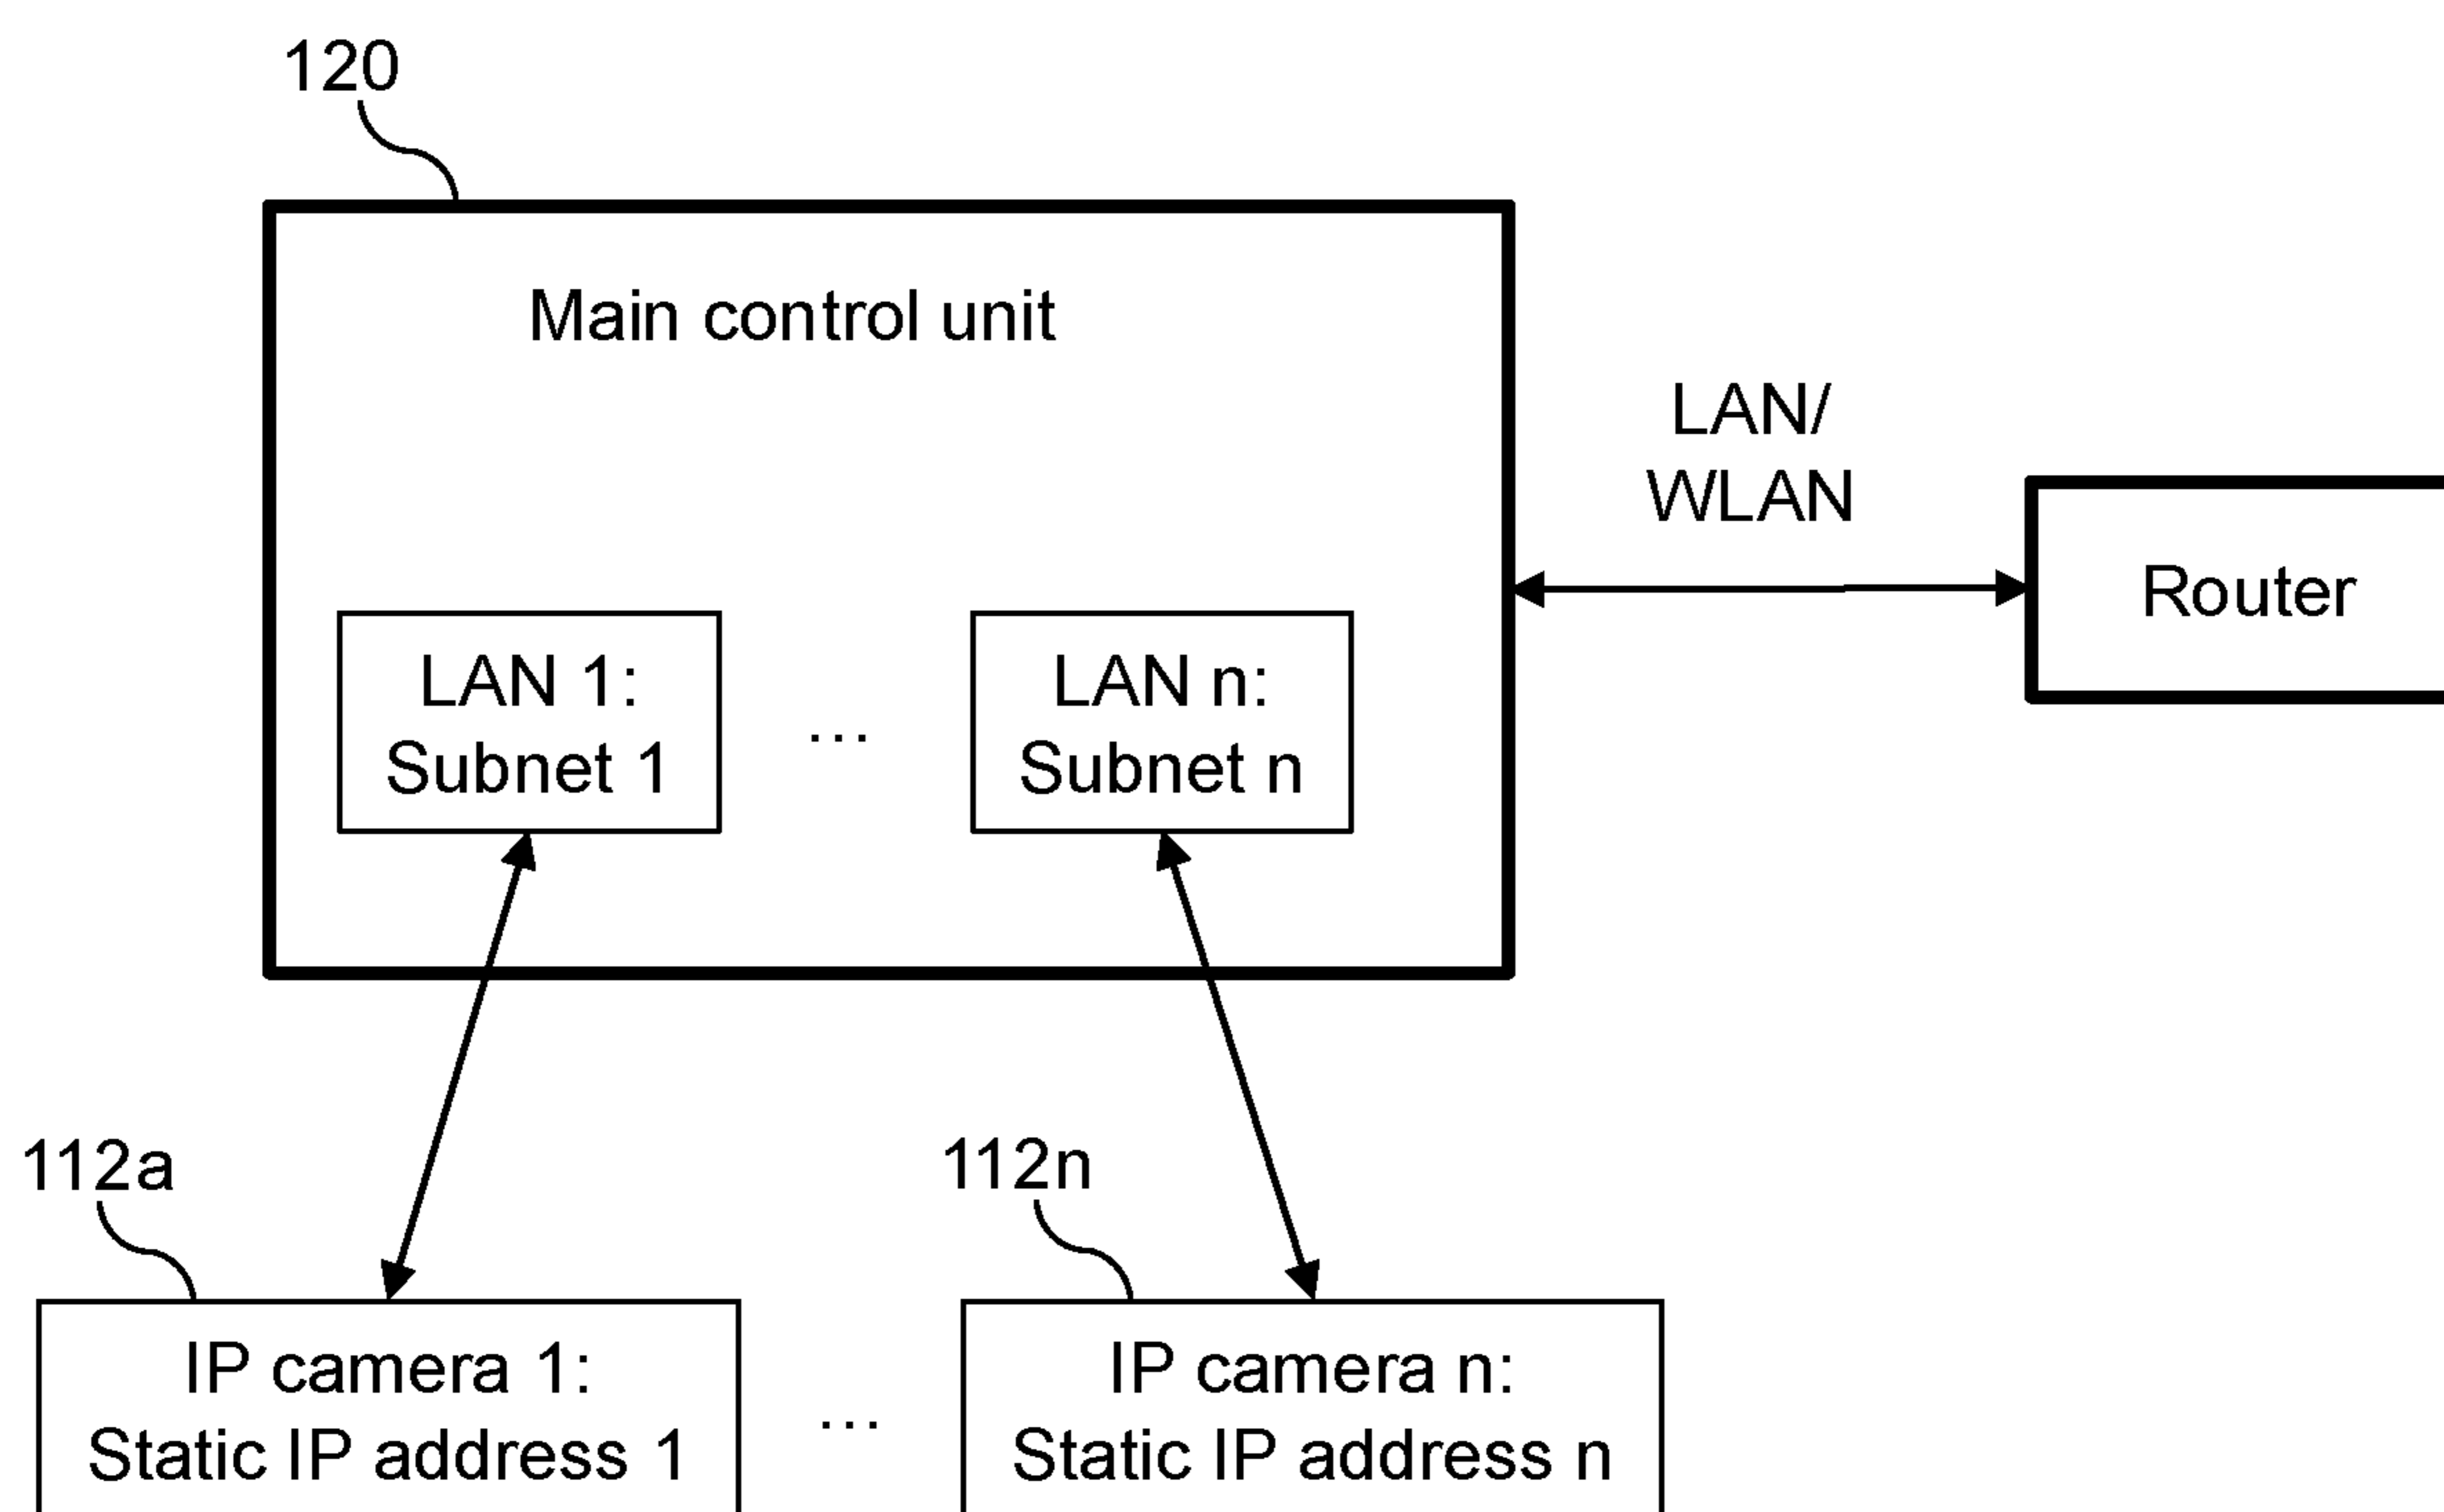 120
Main control unit
LAN/
WLAN
Router
LAN 1:
Subnet 1
...
LAN n:
Subnet n
112a
112n
IP camera 1:
Static IP address 1
...
IP camera n:
Static IP address n